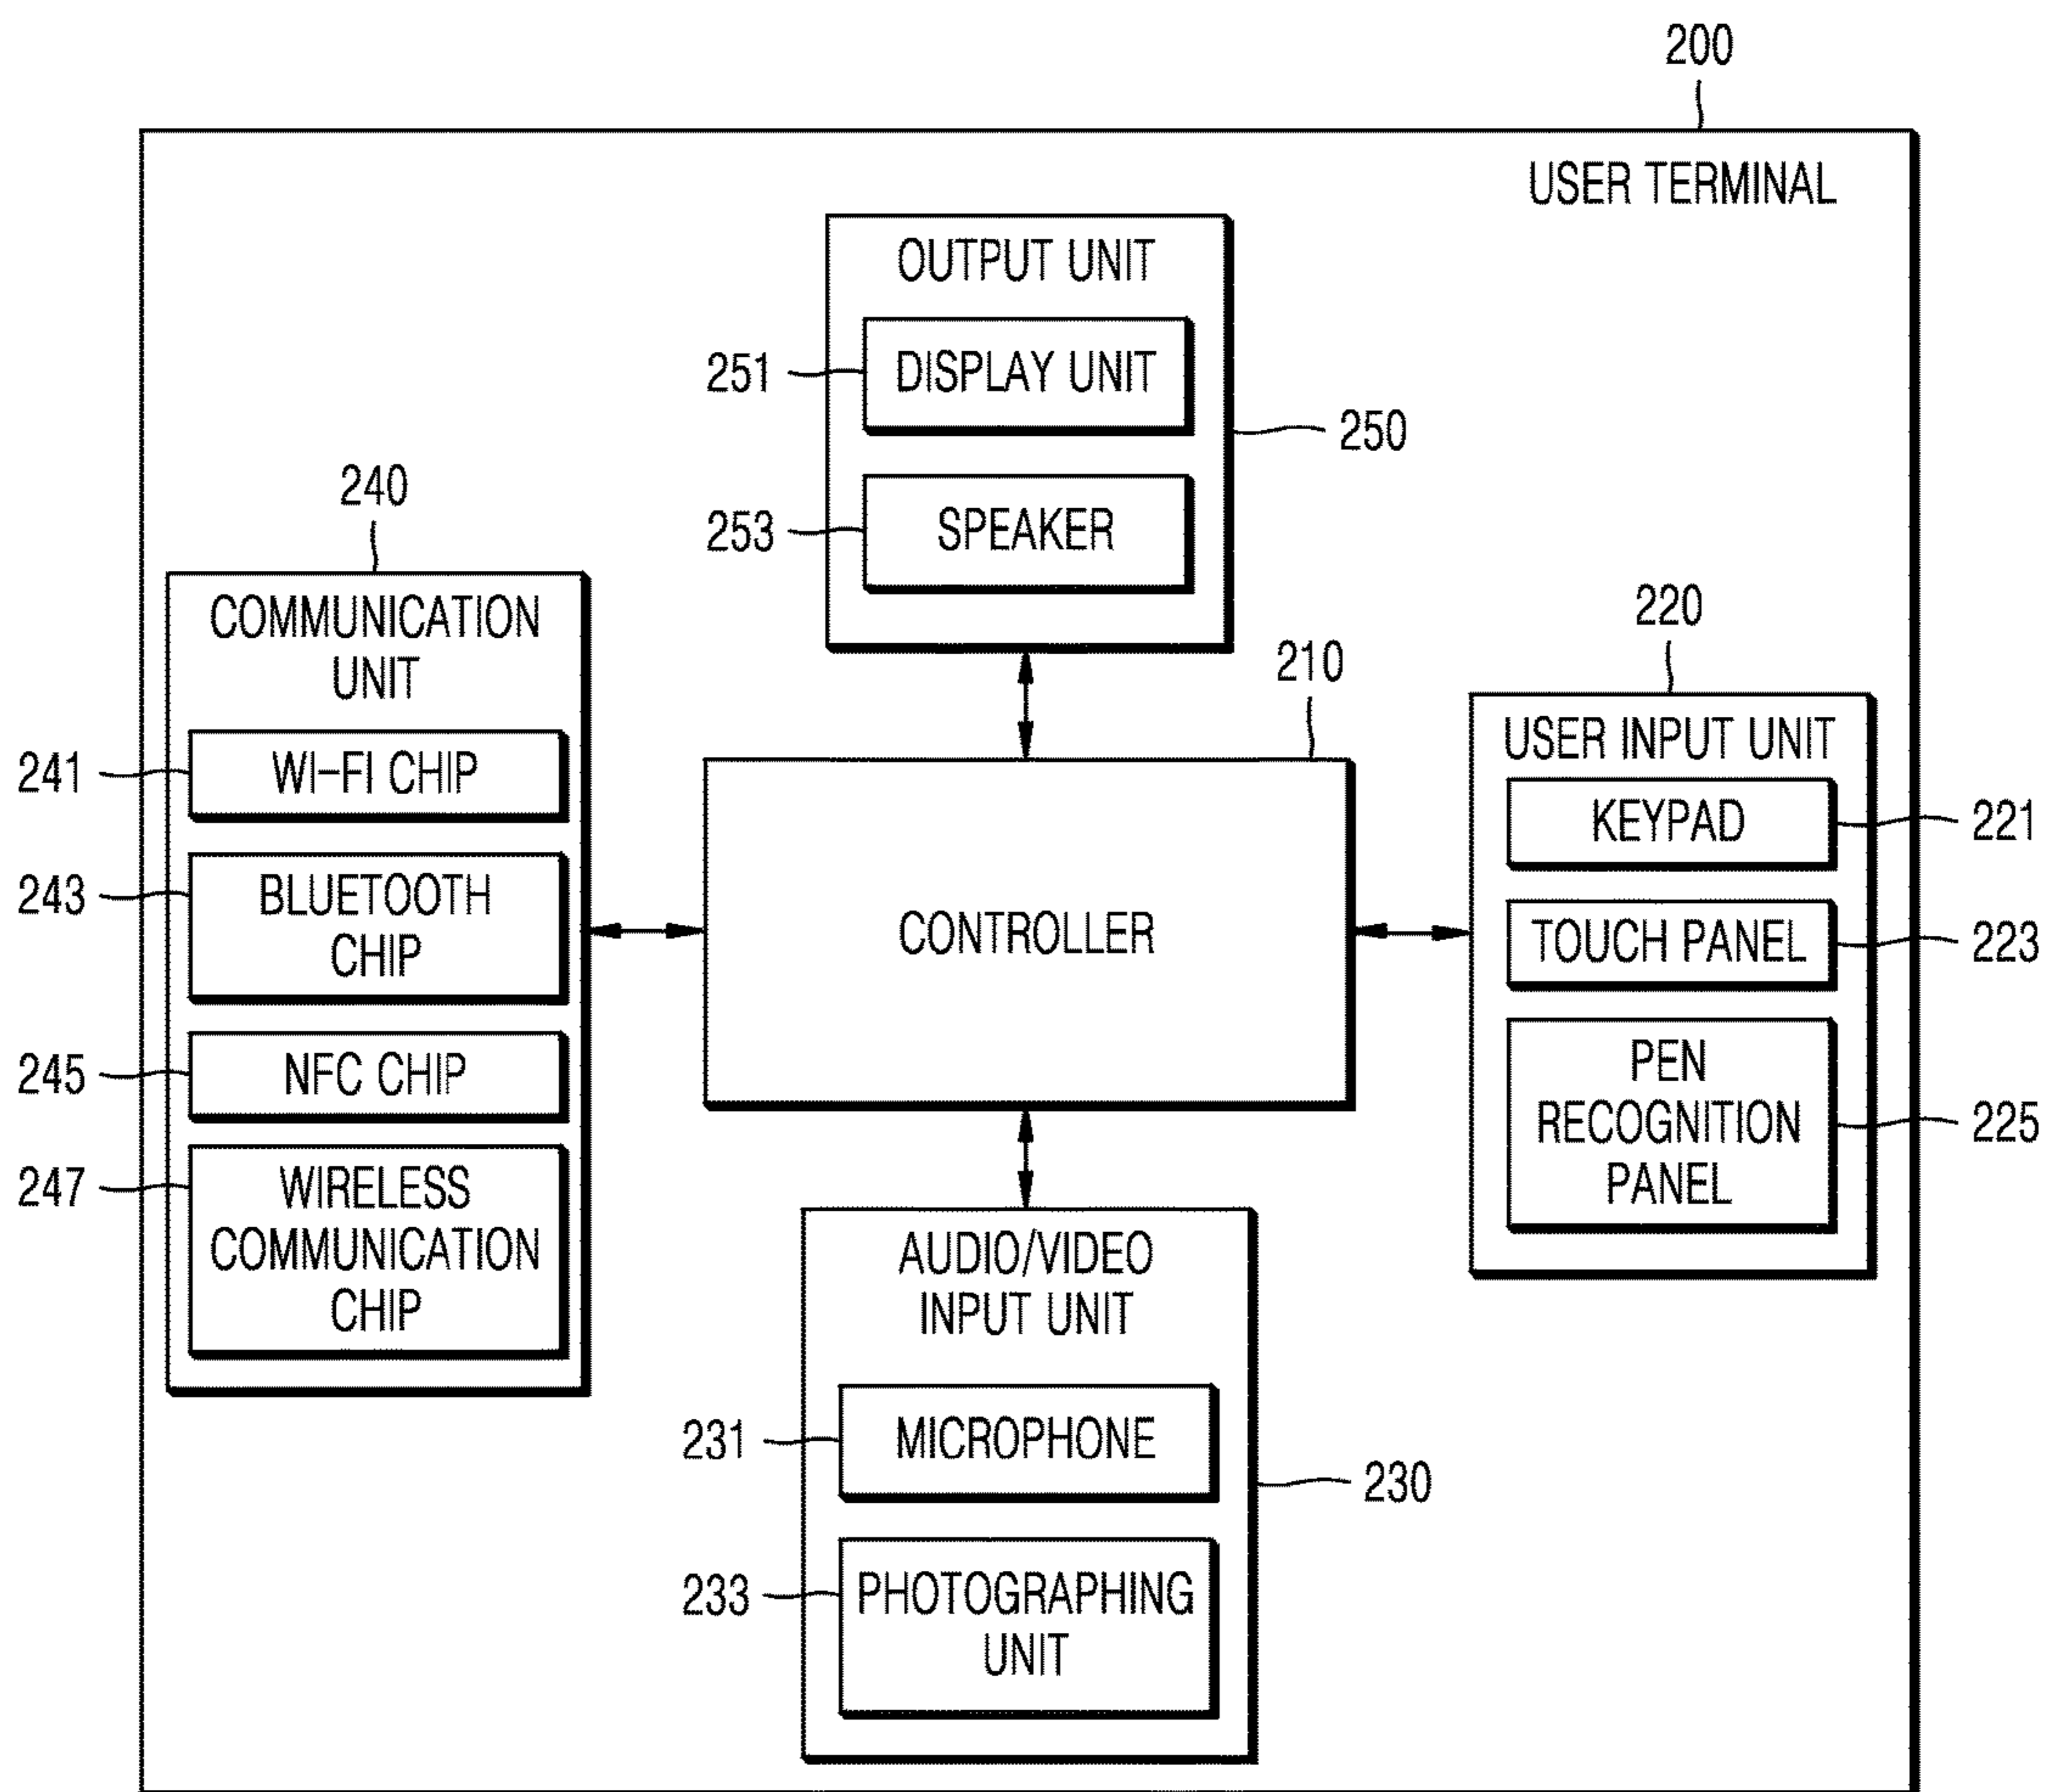 200
USER TERMINAL
OUTPUT UNIT
251
DISPLAY UNIT
250
253
SPEAKER
240
COMMUNICATION
UNIT
241
WI-FI CHIP
243
BLUETOOTH
CHIP
245
NFC CHIP
247
WIRELESS
COMMUNICATION
CHIP
210
CONTROLLER
220
USER INPUT UNIT
KEYPAD
221
TOUCH PANEL
223
PEN
RECOGNITION
PANEL
225
AUDIO/VIDEO
INPUT UNIT
231
MICROPHONE
230
233
PHOTOGRAPHING
UNIT